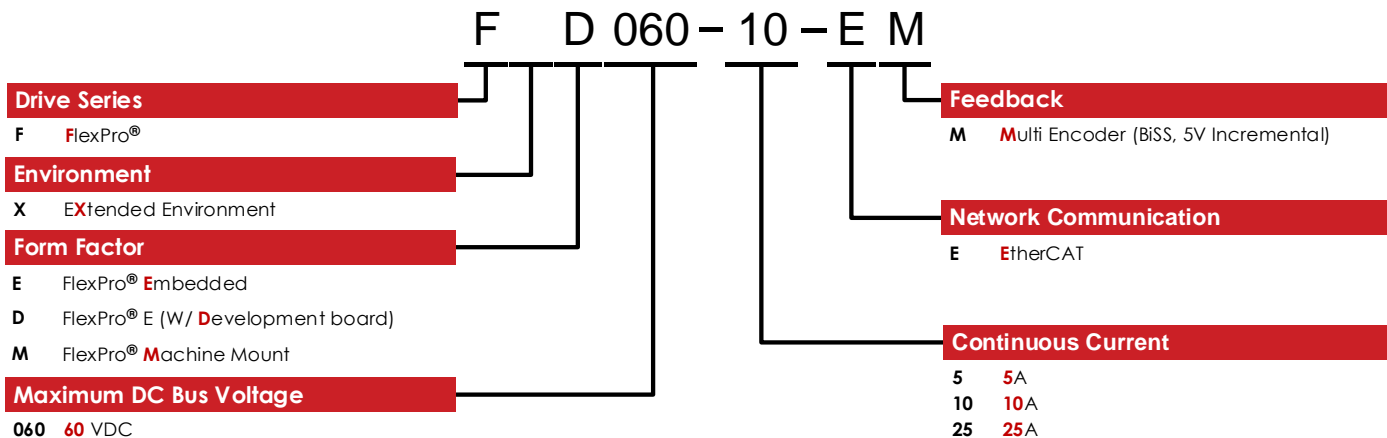 F D 060 – 10 – E M
Drive Series
F FlexPro®
Environment
X EXtended Environment
Form Factor
E FlexPro® Embedded
D FlexPro® E (W/ Development board)
M FlexPro® Machine Mount
Maximum DC Bus Voltage
060 60 VDC
Feedback
M Multi Encoder (BiSS, 5V Incremental)
Network Communication
E EtherCAT
Continuous Current
5 5A
10 10A
25 25A